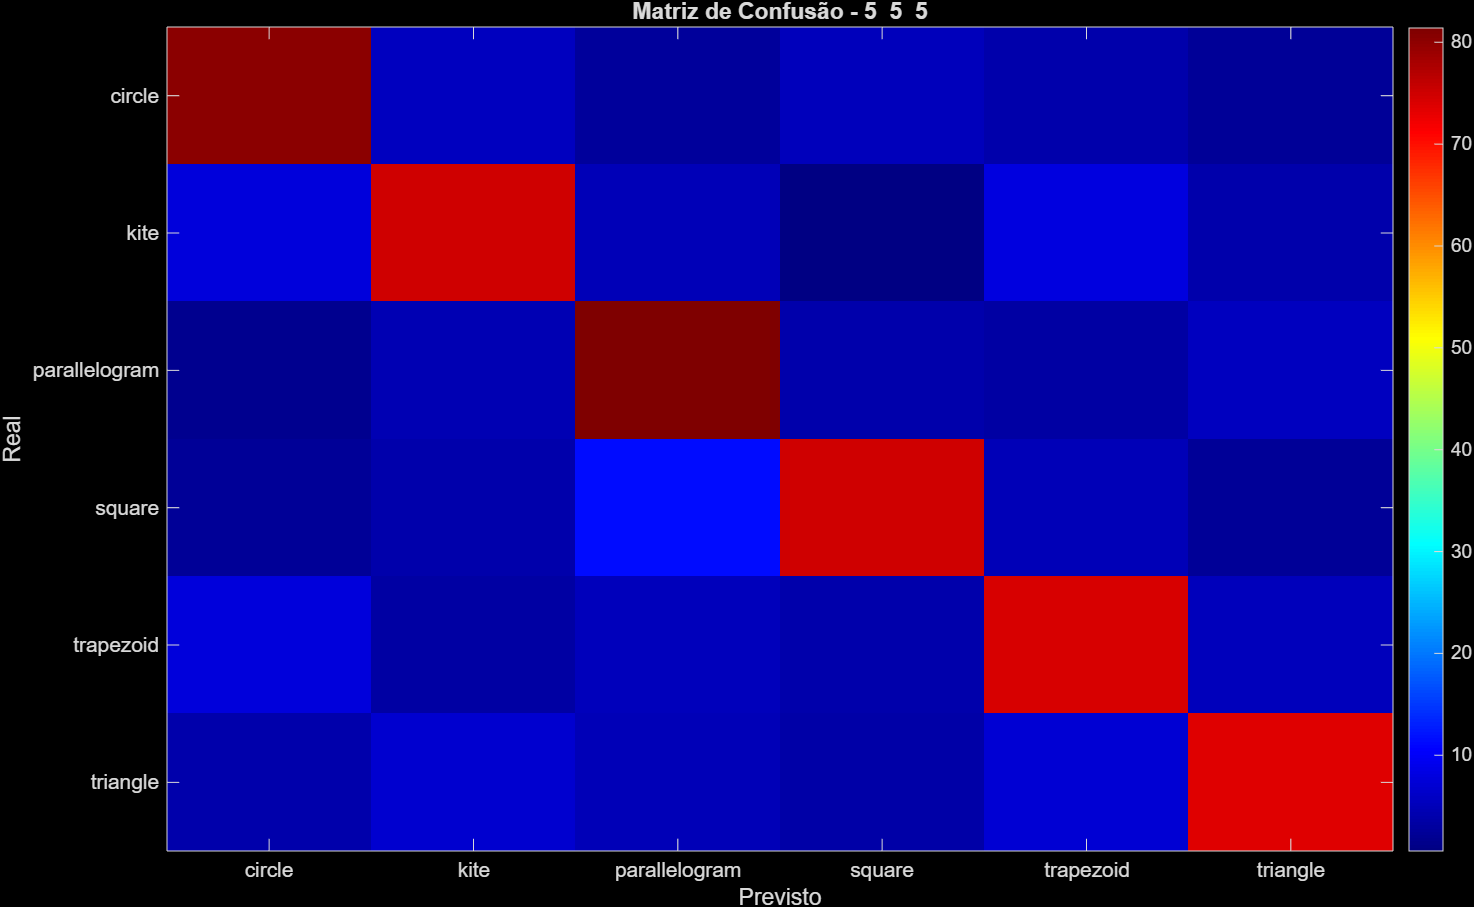 Matriz de Confusão - 5  5  5
circle
kite
parallelogram
square
trapezoid
triangle
Real
circle kite parallelogram square trapezoid triangle
Previsto
80
70
60
50
40
30
20
10